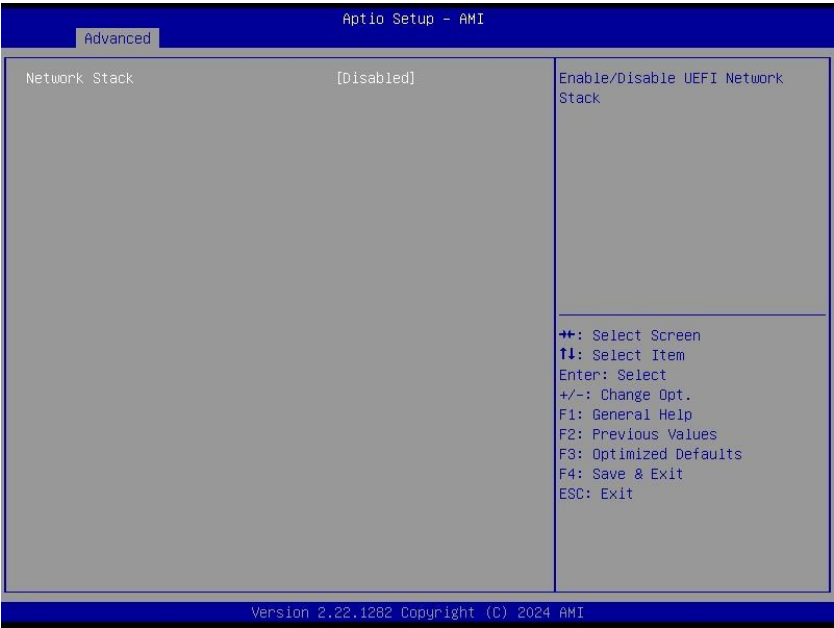 Aptio Setup - AMI
Advanced
Network Stack [Disabled]
Enable/Disable UEFI Network
Stack
→←: Select Screen
↑↓: Select Item
Enter: Select
+/-: Change Opt.
F1: General Help
F2: Previous Values
F3: Optimized Defaults
F4: Save & Exit
ESC: Exit
Version 2.22.1282 Copyright (C) 2024 AMI